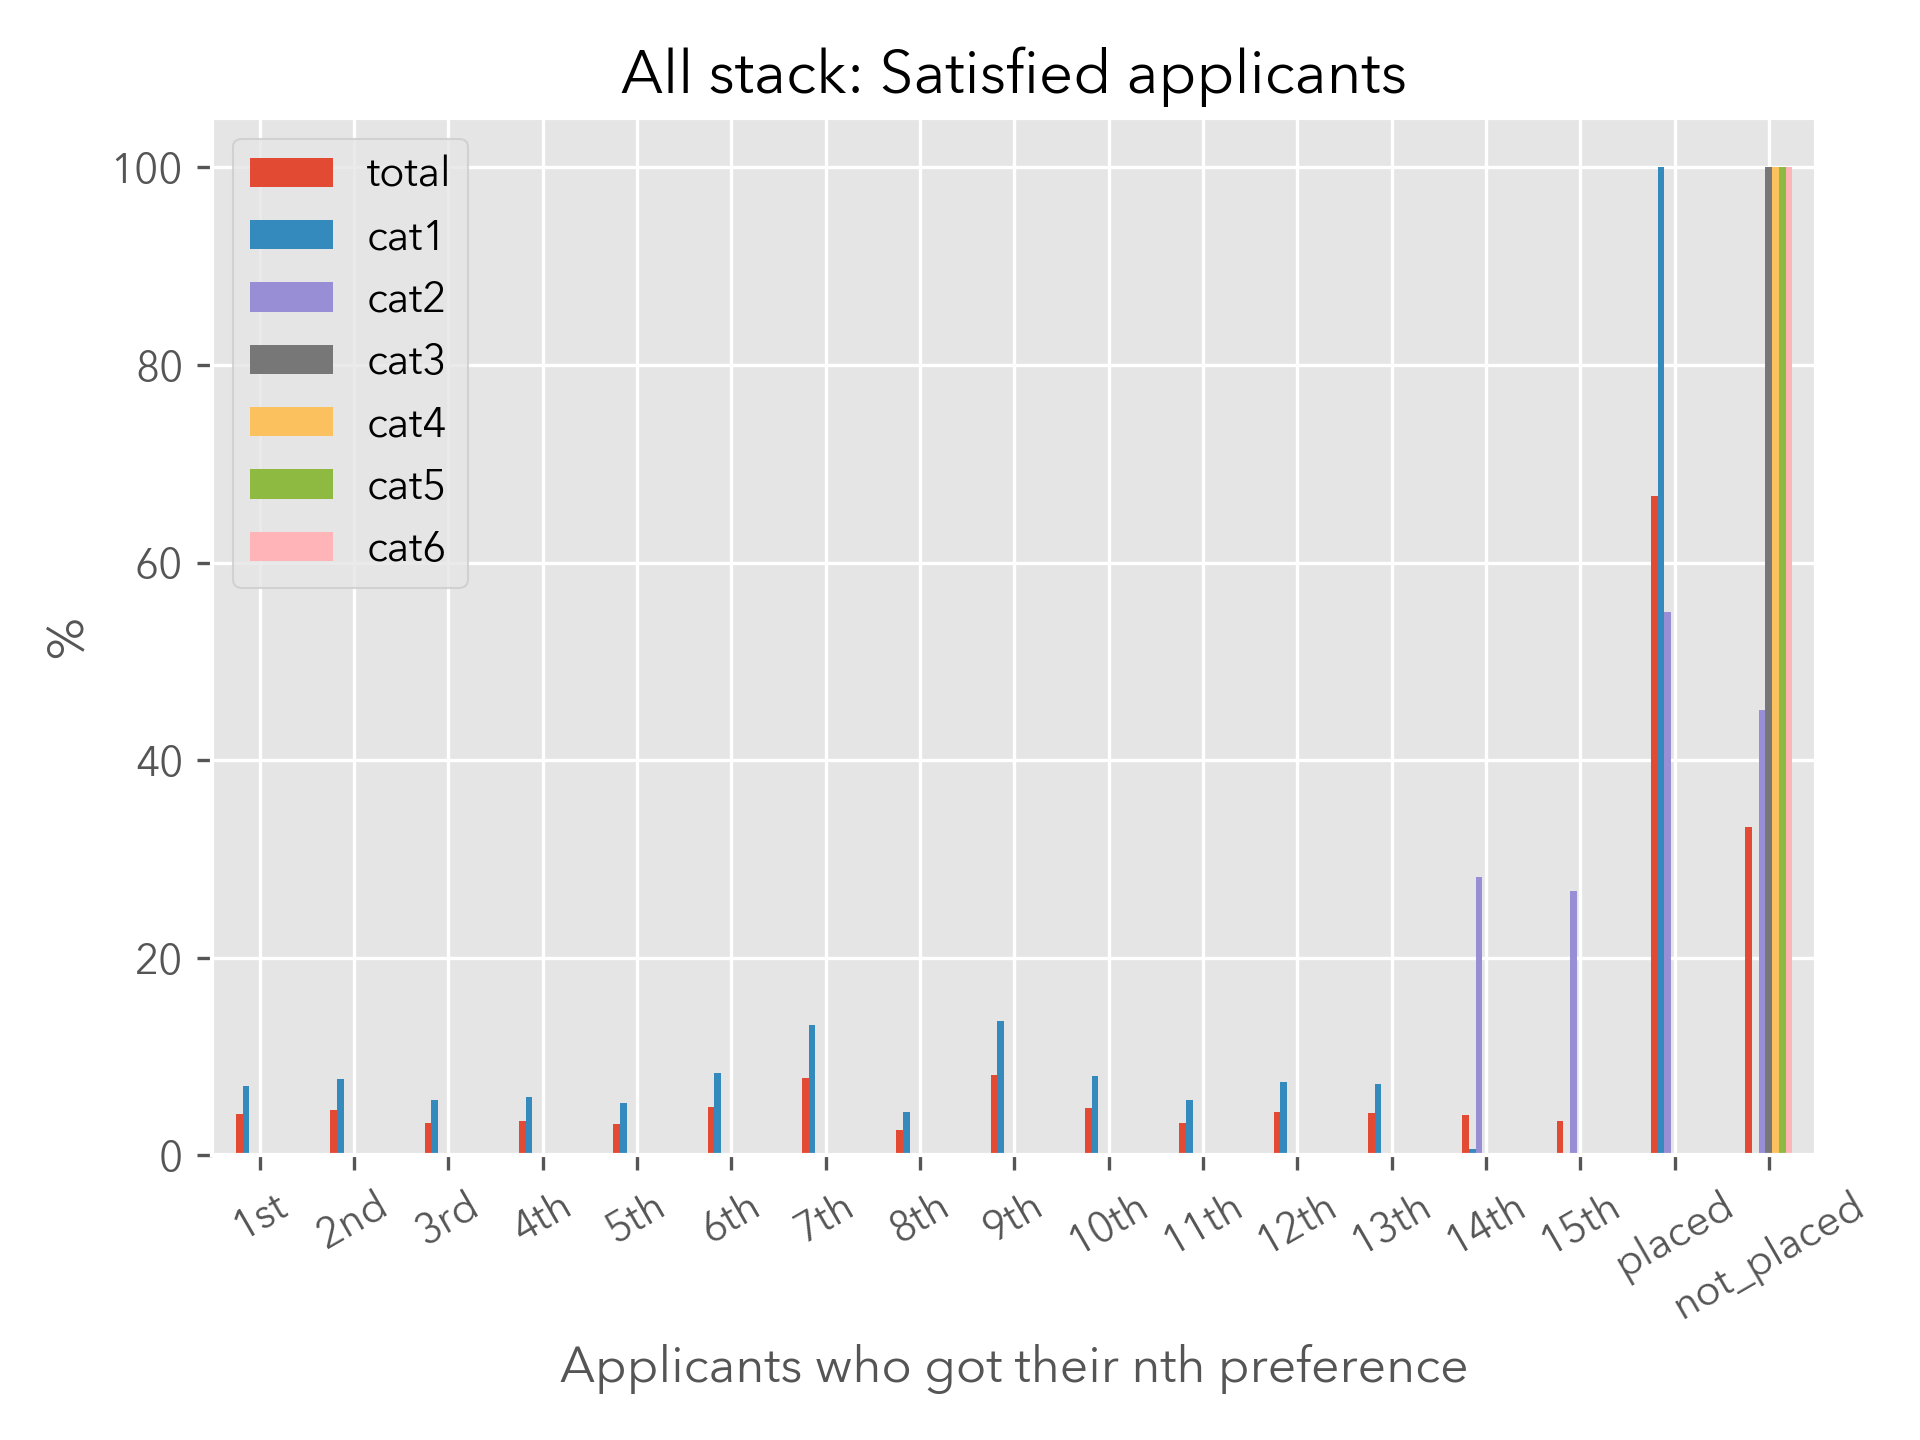 All stack: Satisfied applicants
total
cat1
cat2
cat3
cat4
cat5
cat6
100
80
60
40
20
0
%
1st 2nd 3rd 4th 5th 6th 7th 8th 9th 10th 11th 12th 13th 14th 15th placed not_placed
Applicants who got their nth preference